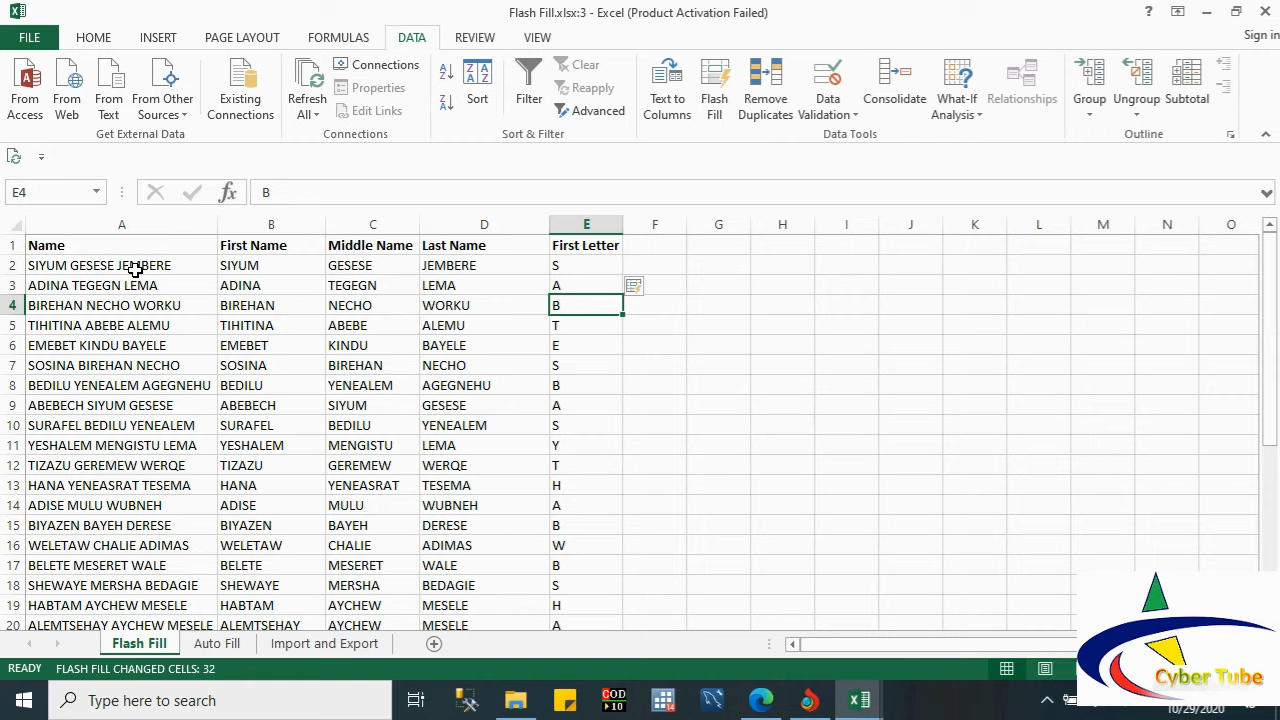 Flash Fill.xlsx:3 - Excel (Product Activation Failed)
?
FILE HOME INSERT PAGE LAYOUT FORMULAS DATA REVIEW VIEW Sign in
From Access
From Web
From Text
From Other Sources
Existing Connections
Get External Data
Refresh All
Connections
Properties
Edit Links
Connections
Sort
Filter
Clear
Reapply
Advanced
Sort & Filter
Text to Columns
Flash Fill
Remove Duplicates
Data Validation
Consolidate
What-If Analysis
Relationships
Data Tools
Group
Ungroup
Subtotal
Outline
E4 fx B
A B C D E F G H I J K L M N O
1 Name First Name Middle Name Last Name First Letter
2 SIYUM GESESE JEMBERE SIYUM GESESE JEMBERE S
3 ADINA TEGEGN LEMA ADINA TEGEGN LEMA A
4 BIREHAN NECHO WORKU BIREHAN NECHO WORKU B
5 TIHITINA ABEBE ALEMU TIHITINA ABEBE ALEMU T
6 EMEBET KINDU BAYELE EMEBET KINDU BAYELE E
7 SOSINA BIREHAN NECHO SOSINA BIREHAN NECHO S
8 BEDILU YENEALEM AGEGNEHU BEDILU YENEALEM AGEGNEHU B
9 ABEBECH SIYUM GESESE ABEBECH SIYUM GESESE A
10 SURAFEL BEDILU YENEALEM SURAFEL BEDILU YENEALEM S
11 YESHALEM MENGISTU LEMA YESHALEM MENGISTU LEMA Y
12 TIZAZU GEREMEW WERQE TIZAZU GEREMEW WERQE T
13 HANA YENEASRAT TESEMA HANA YENEASRAT TESEMA H
14 ADISE MULU WUBNEH ADISE MULU WUBNEH A
15 BIYAZEN BAYEH DERESE BIYAZEN BAYEH DERESE B
16 WELETAW CHALIE ADIMAS WELETAW CHALIE ADIMAS W
17 BELETE MESERET WALE BELETE MESERET WALE B
18 SHEWAYE MERSHA BEDAGIE SHEWAYE MERSHA BEDAGIE S
19 HABTAM AYCHEW MESELE HABTAM AYCHEW MESELE H
20 ALEMTSEHAY AYCHEW MESELE ALEMTSEHAY AYCHEW MESELE A
Flash Fill Auto Fill Import and Export
READY FLASH FILL CHANGED CELLS: 32
Cyber Tube
Type here to search
COD
10
10/29/2020